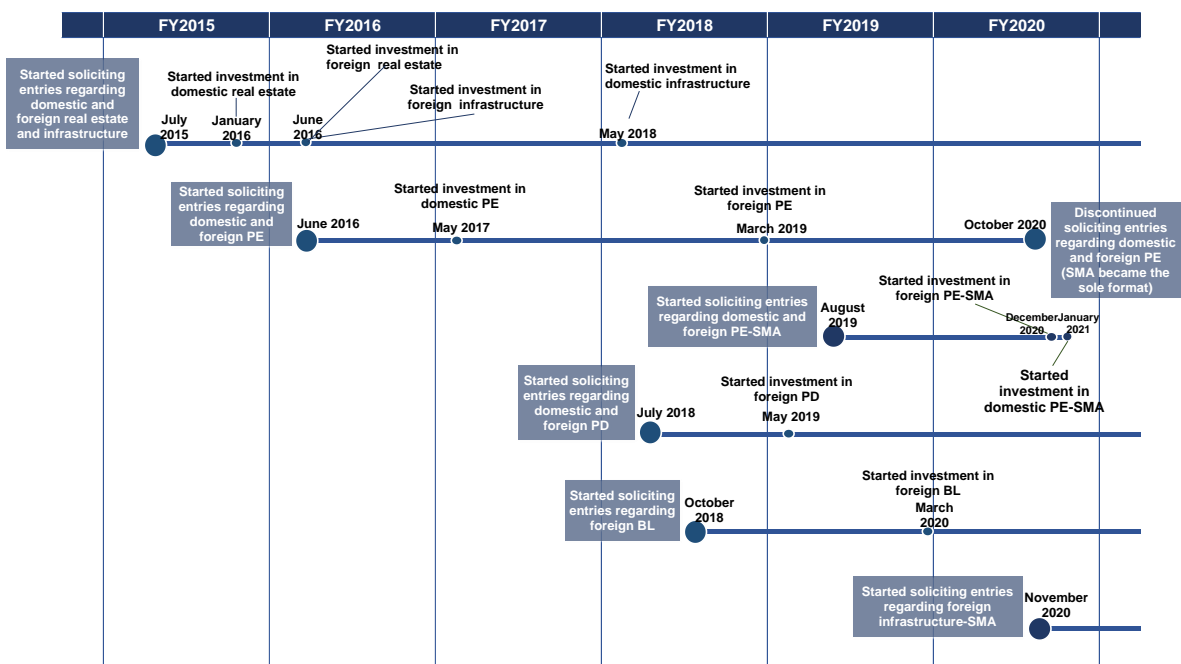 FY2015
FY2016
FY2017
FY2018
FY2019
FY2020
Started soliciting
entries regarding
domestic and
foreign real estate
and infrastructure
July
2015
Started investment in
domestic real estate
January
2016
Started investment in
foreign real estate
Started investment in
foreign infrastructure
June
2016
Started investment in
domestic infrastructure
May 2018
Started soliciting
entries regarding
domestic and
foreign PE
June 2016
Started investment in
domestic PE
May 2017
Started investment in
foreign PE
March 2019
October 2020
Discontinued
soliciting entries
regarding domestic
and foreign PE
(SMA became the
sole format)
Started soliciting entries
regarding domestic and
foreign PE-SMA
August
2019
Started investment in
foreign PE-SMA
December
2020
January
2021
Started
investment in
domestic PE-SMA
Started soliciting
entries regarding
domestic and
foreign PD
July 2018
Started investment in
foreign PD
May 2019
Started soliciting
entries regarding
foreign BL
October
2018
Started investment in
foreign BL
March
2020
Started soliciting entries
regarding foreign
infrastructure-SMA
November
2020